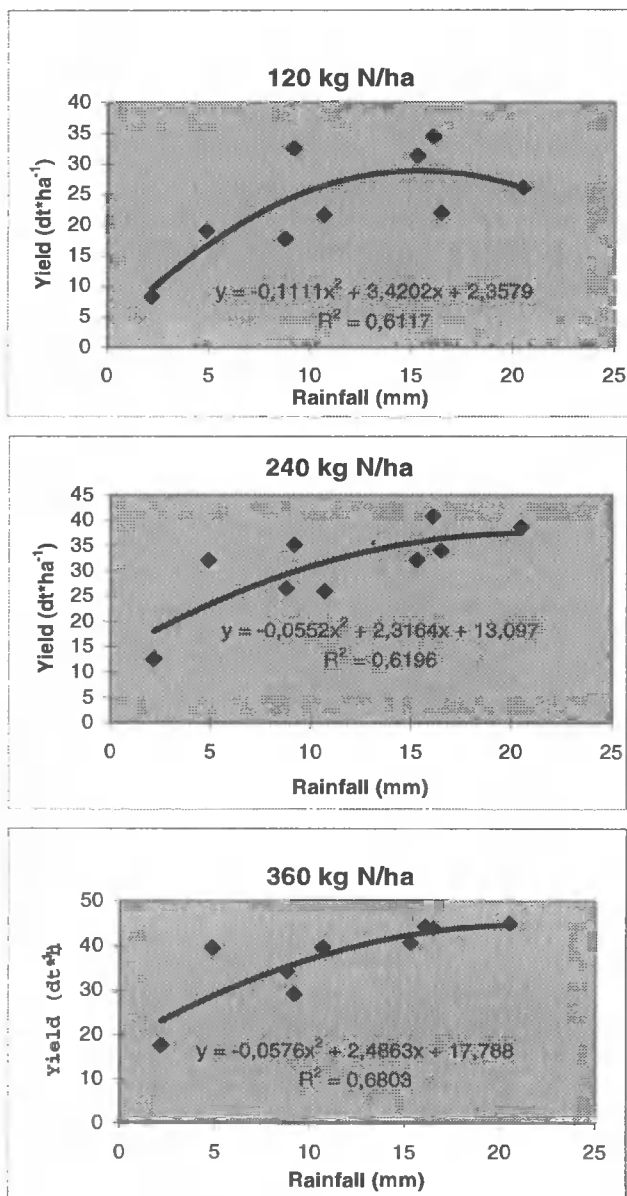 120 kg N/ha
40
35
30
25
20
15
10
5
0
Yield (dt*ha-1)
y = -0,1111x2 + 3,4202x + 2,3579
R2 = 0,6117
0 5 10 15 20 25
Rainfall (mm)
240 kg N/ha
45
40
35
30
25
20
15
10
5
0
Yield (dt*ha-1)
y = -0,0552x2 + 2,3164x + 13,097
R2 = 0,6196
0 5 10 15 20 25
Rainfall (mm)
360 kg N/ha
50
40
30
20
10
0
Yield
y = -0,0576x2 + 2,4863x + 17,788
R2 = 0,6803
0 5 10 15 20 25
Rainfall (mm)